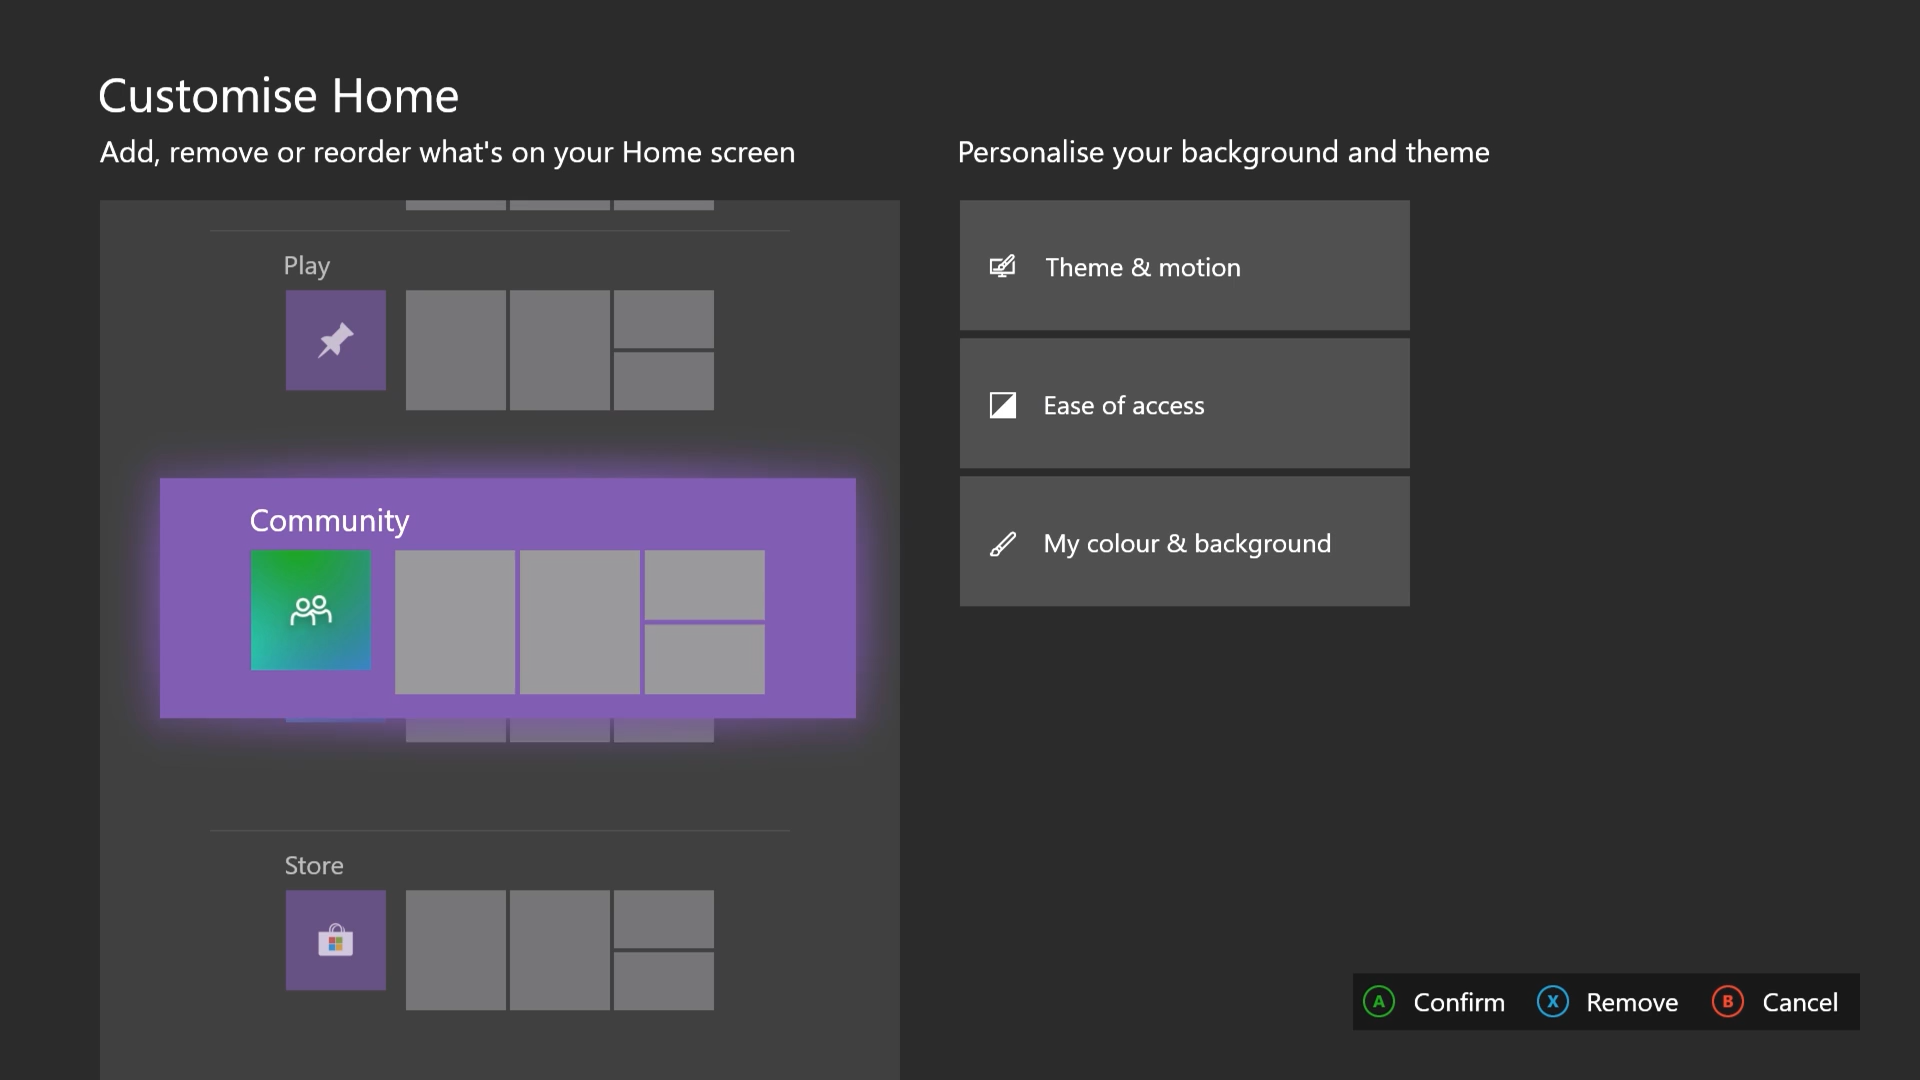 Customise Home
Add, remove or reorder what's on your Home screen
Play
Community
Store
Personalise your background and theme
Theme & motion
Ease of access
My colour & background
A Confirm X Remove B Cancel